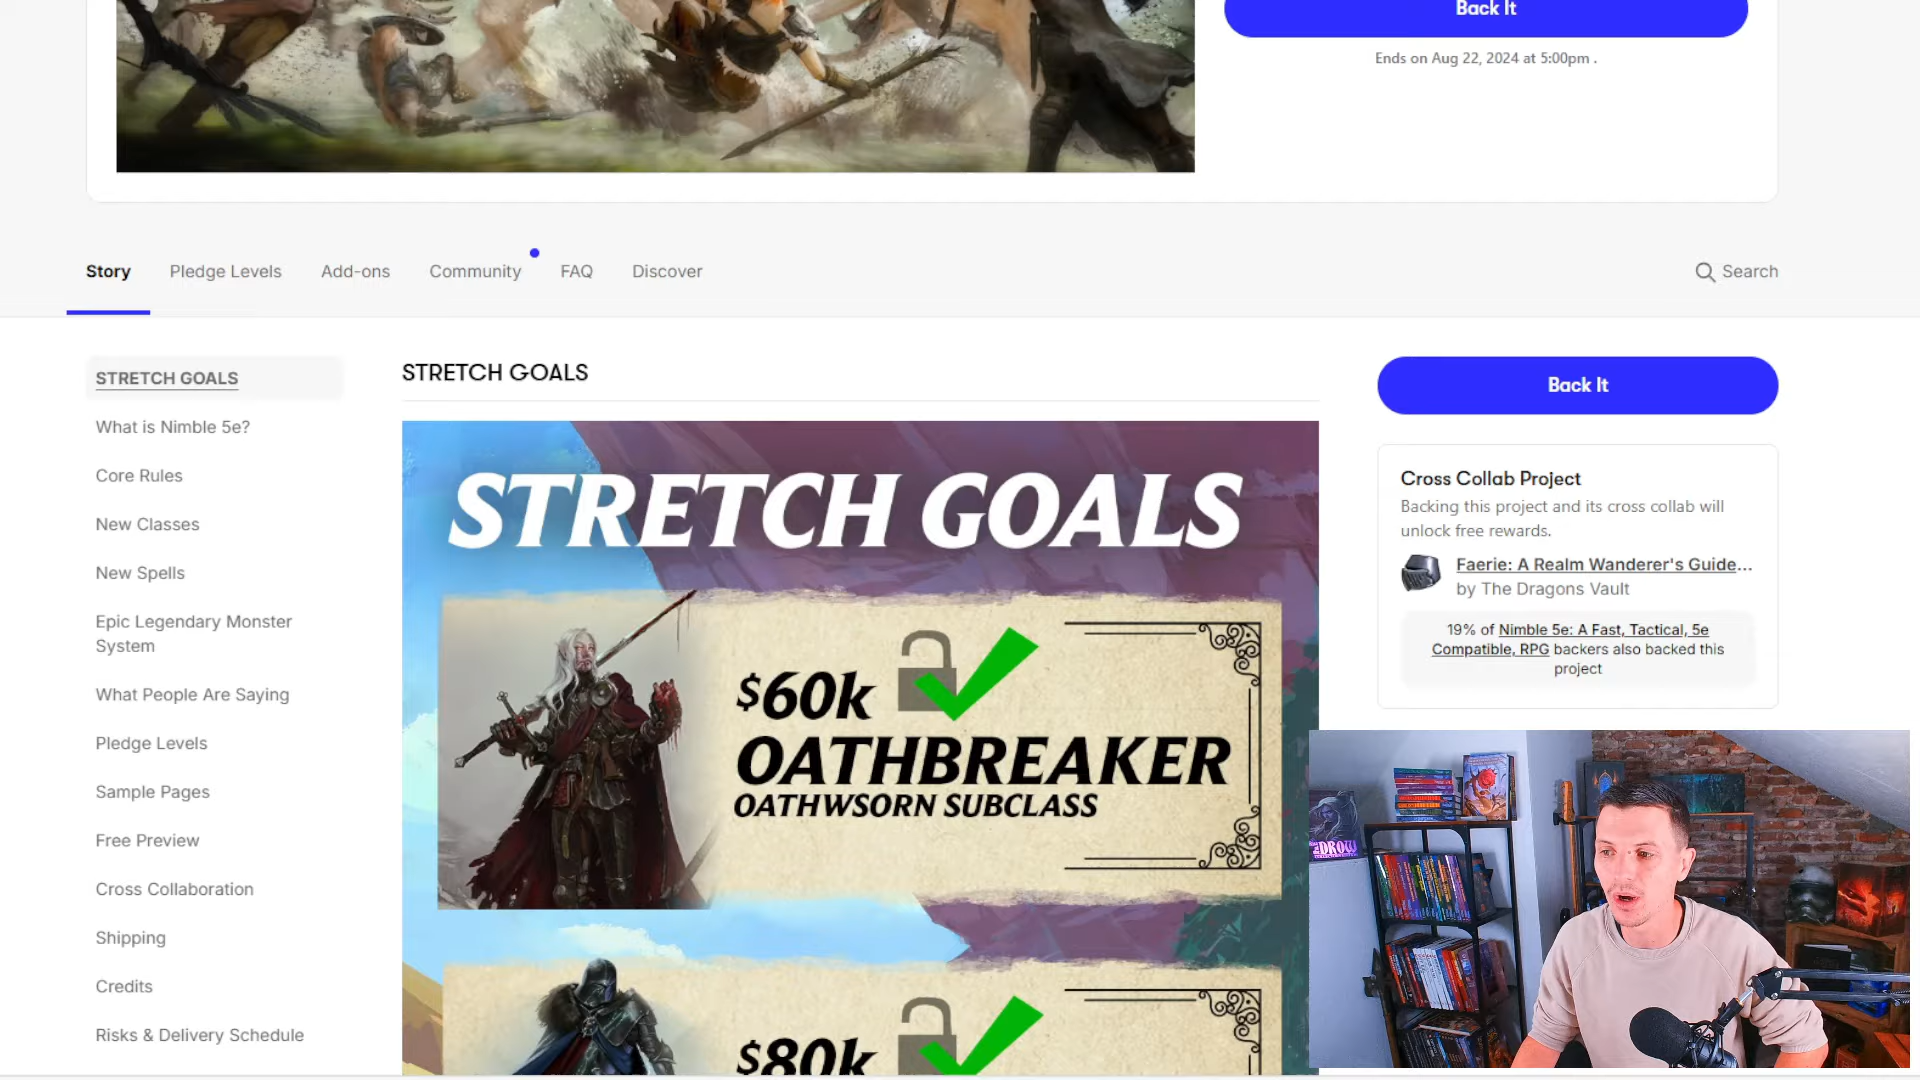 Back It
Ends on Aug 22, 2024 at 5:00pm .
Story
Pledge Levels
Add-ons
Community
FAQ
Discover
Search
STRETCH GOALS
What is Nimble 5e?
Core Rules
New Classes
New Spells
Epic Legendary Monster
System
What People Are Saying
Pledge Levels
Sample Pages
Free Preview
Cross Collaboration
Shipping
Credits
Risks & Delivery Schedule
STRETCH GOALS
STRETCH GOALS
$60k
OATHBREAKER
OATHWSORN SUBCLASS
$80k
Back It
Cross Collab Project
Backing this project and its cross collab will
unlock free rewards.
Faerie: A Realm Wanderer's Guide...
by The Dragons Vault
19% of Nimble 5e: A Fast, Tactical, 5e
Compatible, RPG backers also backed this
project
DROW